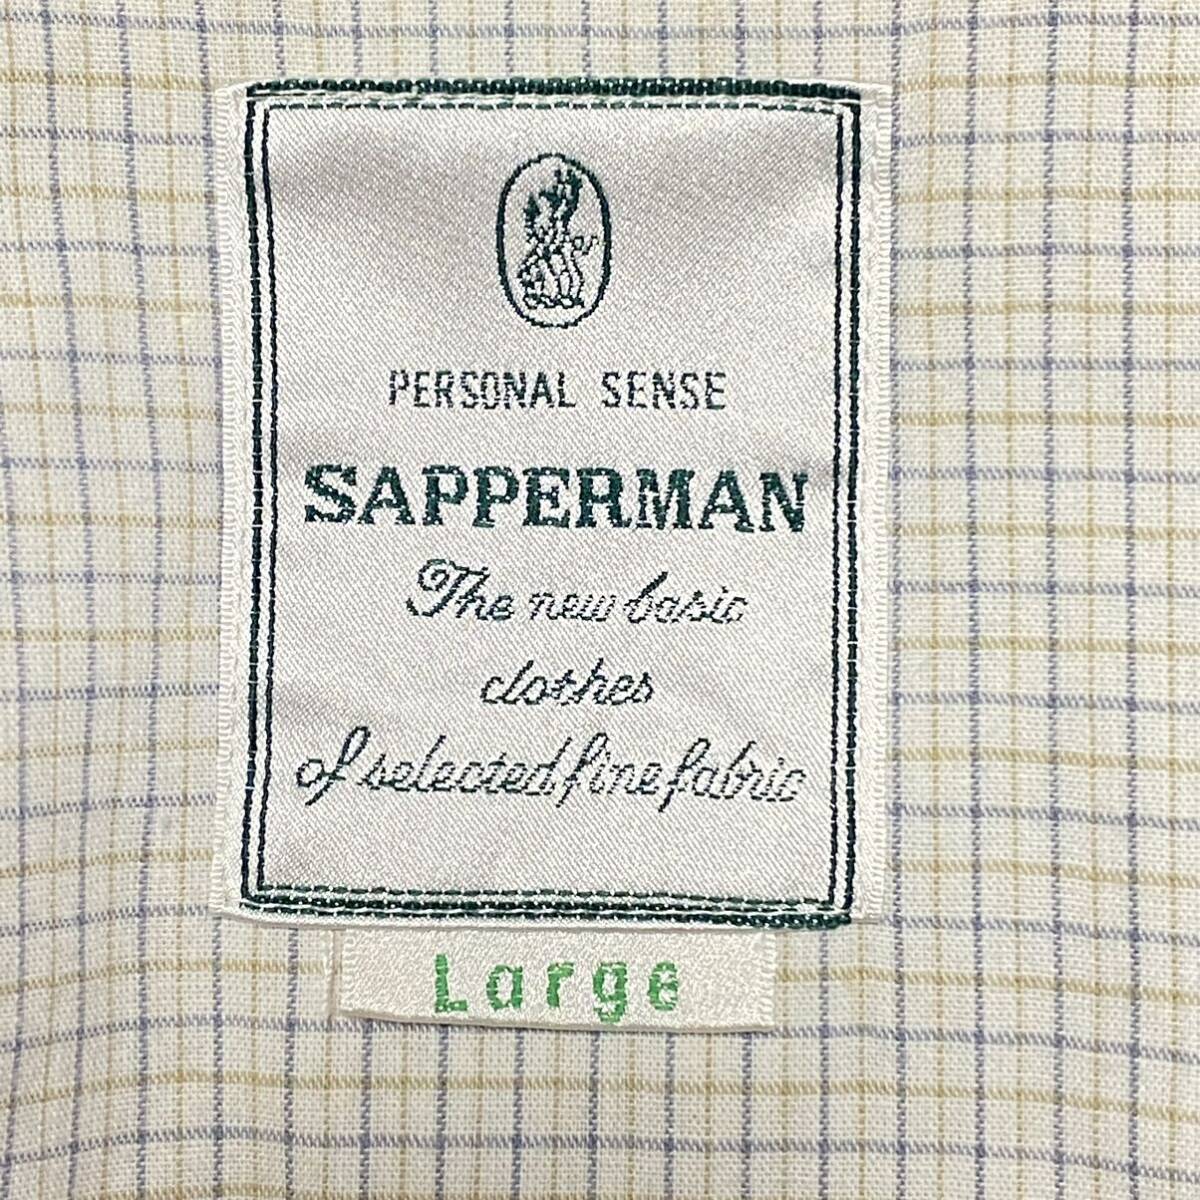 PERSONAL SENSE
SAPPERMAN
The new basic
clothes
of selected fine fabric
Large